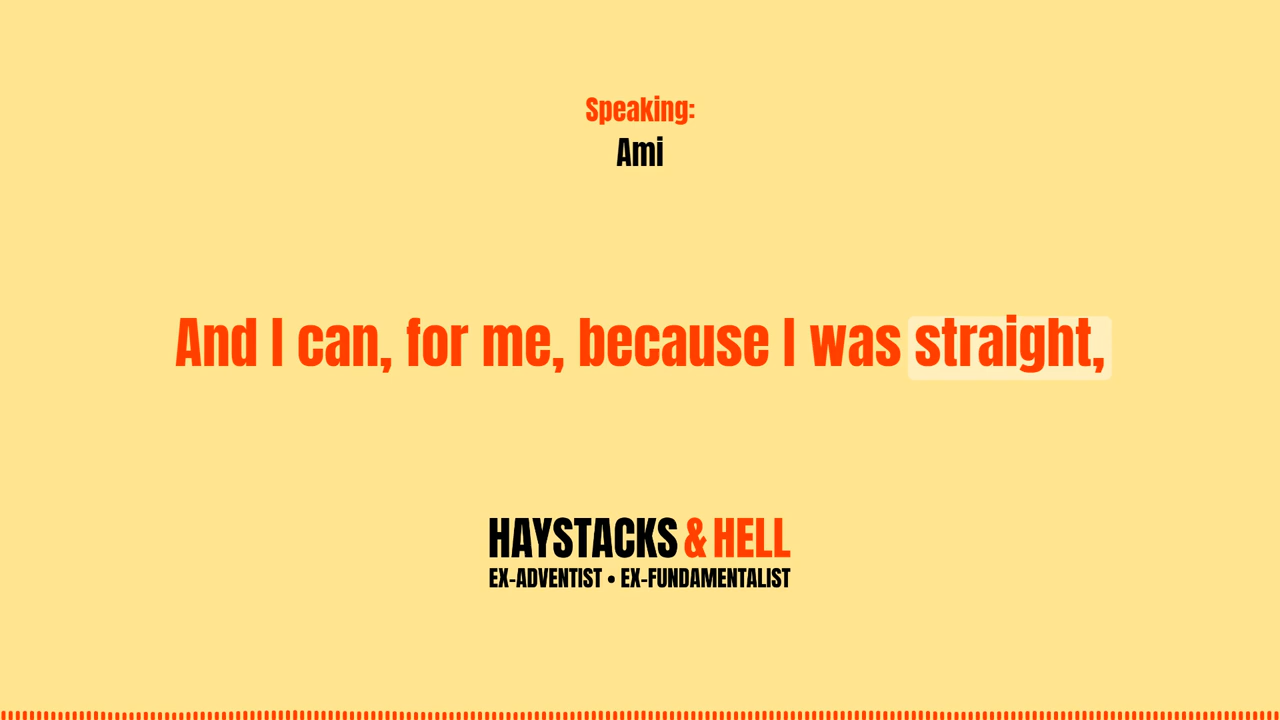 Speaking:
Ami
And I can, for me, because I was straight,
HAYSTACKS & HELL
EX-ADVENTIST • EX-FUNDAMENTALIST